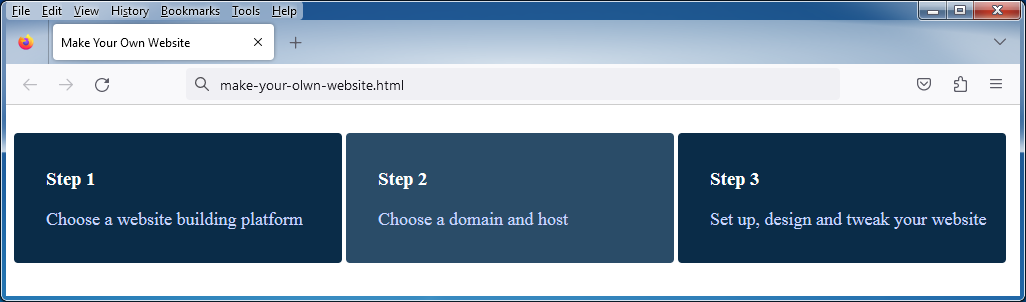 File Edit View History Bookmarks Tools Help
Make Your Own Website
make-your-olwn-website.html
Step 1
Choose a website building platform
Step 2
Choose a domain and host
Step 3
Set up, design and tweak your website